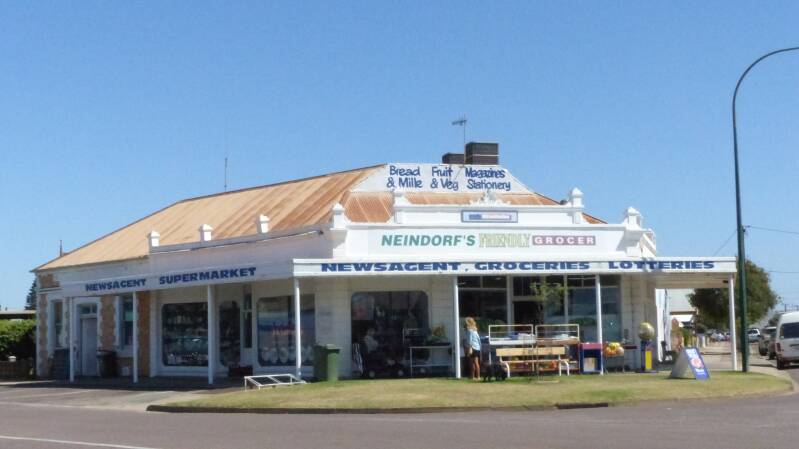 Bread Fruit Magazines
& Milk & Veg Stationery
NEINDORF'S FRIENDLY GROCER
NEWSAGENT SUPERMARKET
NEWSAGENT, GROCERIES LOTTERIES